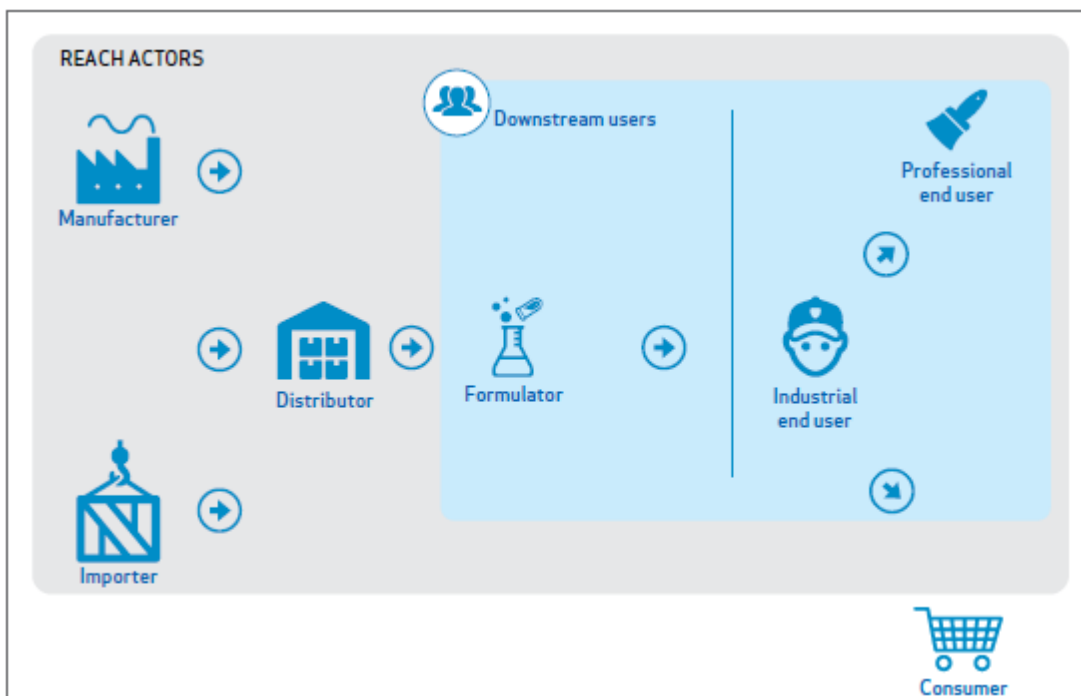 REACH ACTORS
Downstream users
Manufacturer
Professional
end user
Distributor
Formulator
Industrial
end user
Importer
Consumer